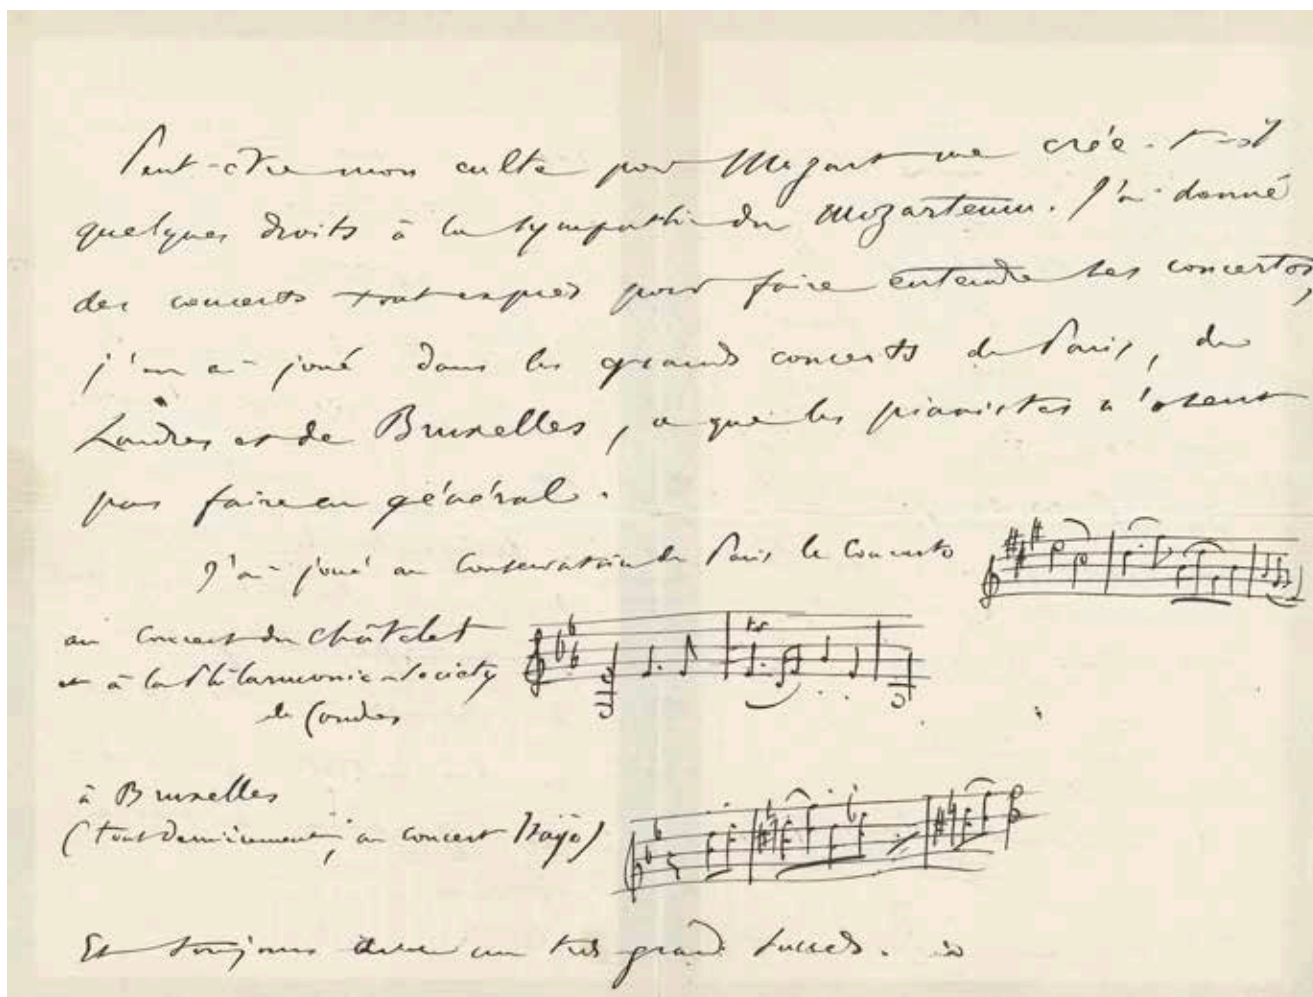 Peut-être mon culte pour Mozart me crée-t-il
quelques droits à la sympathie du Mozarteum. J'ai donné
des concerts tout exprès pour faire entendre ses concertos,
j'en ai joué dans les grands concerts de Paris, de
Londres et de Bruxelles, ce que les pianistes n'osent
pas faire en général.
J'ai joué au Conservatoire de Paris le Concerto
au Concert du Châtelet
et à la Philarmonic Society
de Londres
à Bruxelles
(tout dernièrement, au concert Ysaÿe)
Et toujours avec un très grand succès.